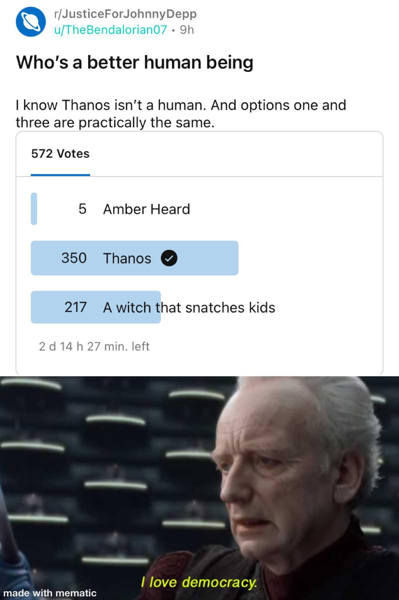 r/JusticeForJohnnyDepp
u/TheBendalorian07 • 9h
Who's a better human being
I know Thanos isn't a human. And options one and
three are practically the same.
572 Votes
5 Amber Heard
350 Thanos
217 A witch that snatches kids
2 d 14 h 27 min. left
I love democracy.
made with mematic